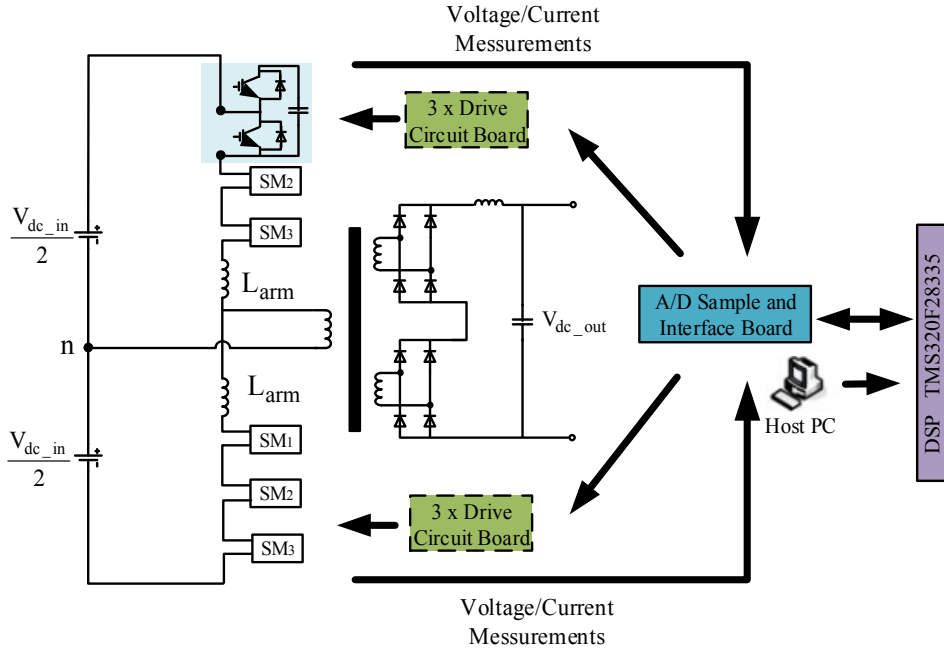 Voltage/Current
Messurements
3 x Drive
Circuit Board
SM2
SM3
Vdc_in
2
Larm
n
Larm
Vdc_in
2
SM1
SM2
SM3
Vdc_out
A/D Sample and
Interface Board
Host PC
DSP TMS320F28335
3 x Drive
Circuit Board
Voltage/Current
Messurements